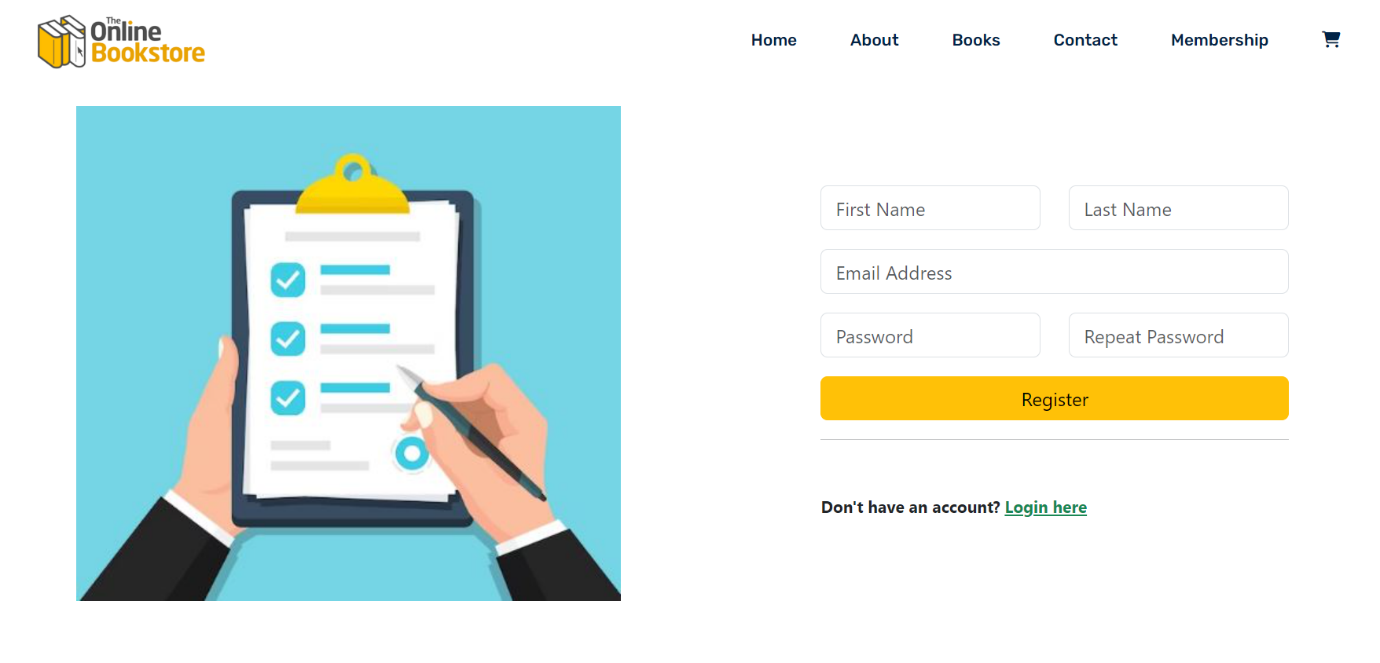 The
Online
Bookstore
Home About Books Contact Membership
First Name Last Name
Email Address
Password Repeat Password
Register
Don't have an account? Login here